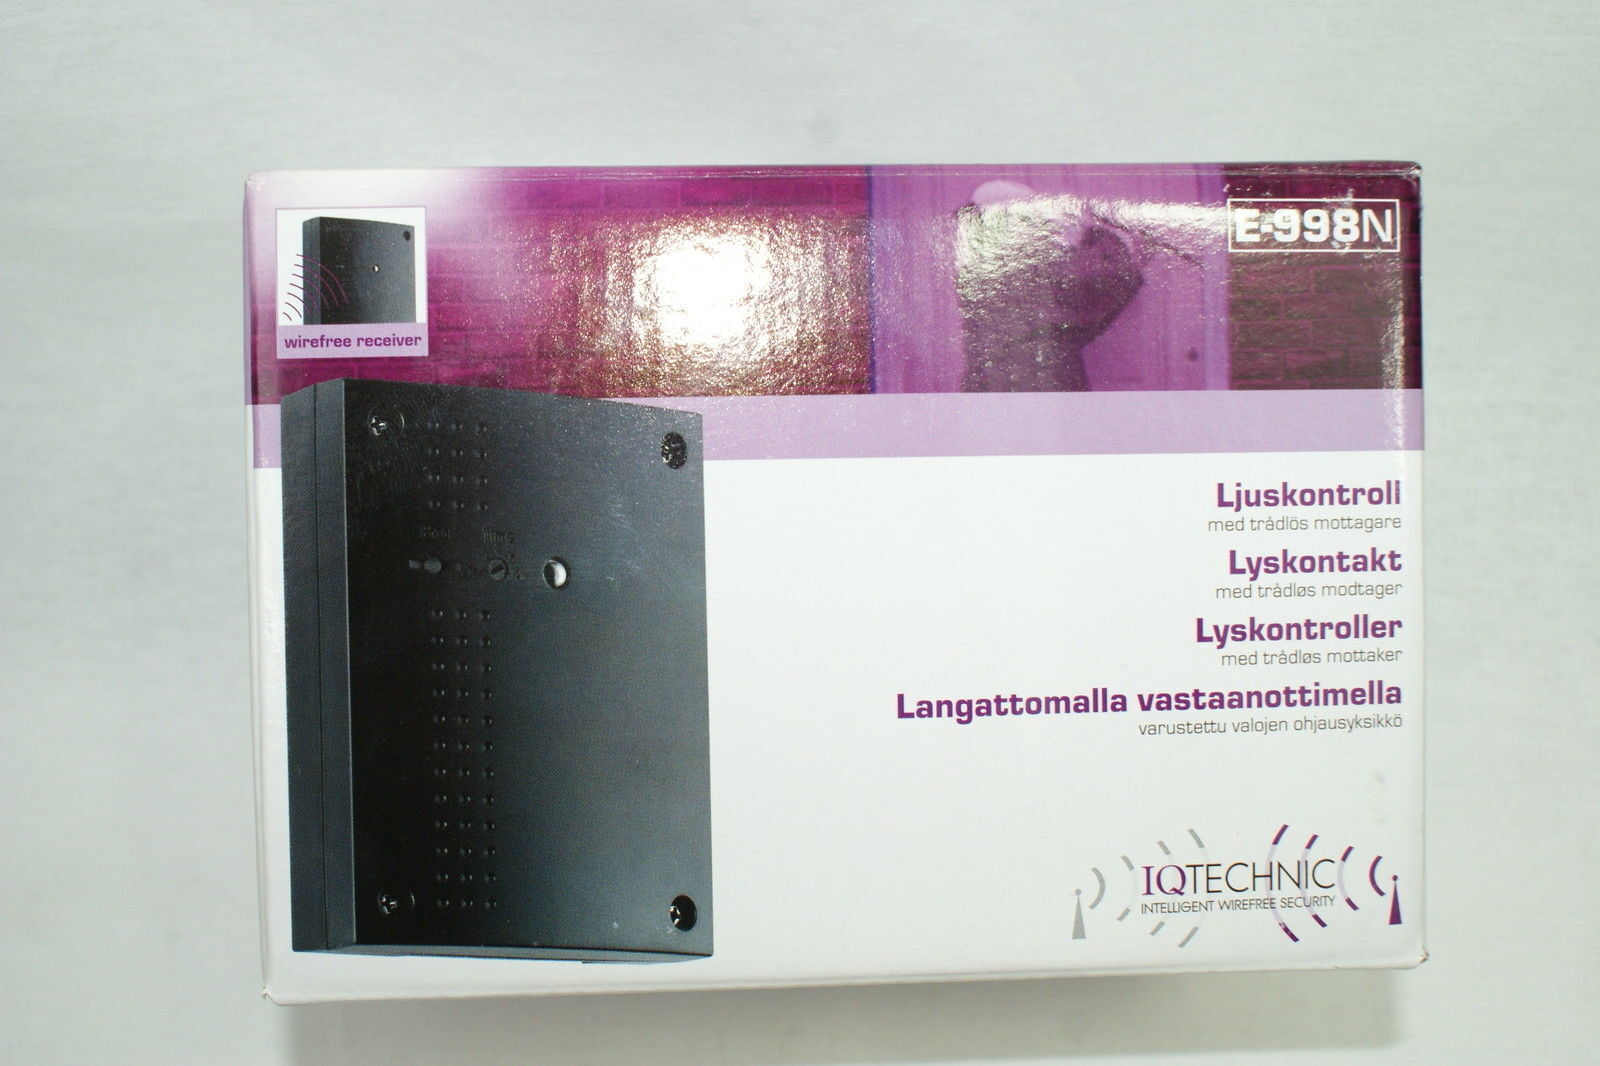 E-998N
wirefree receiver
Ljuskontroll
med trådlös mottagare
Lyskontakt
med trådløs modtager
Lyskontroller
med trådløs mottaker
Langattomalla vastaanottimella
varustettu valojen ohjausyksikkö
IQTECHNIC
INTELLIGENT WIREFREE SECURITY